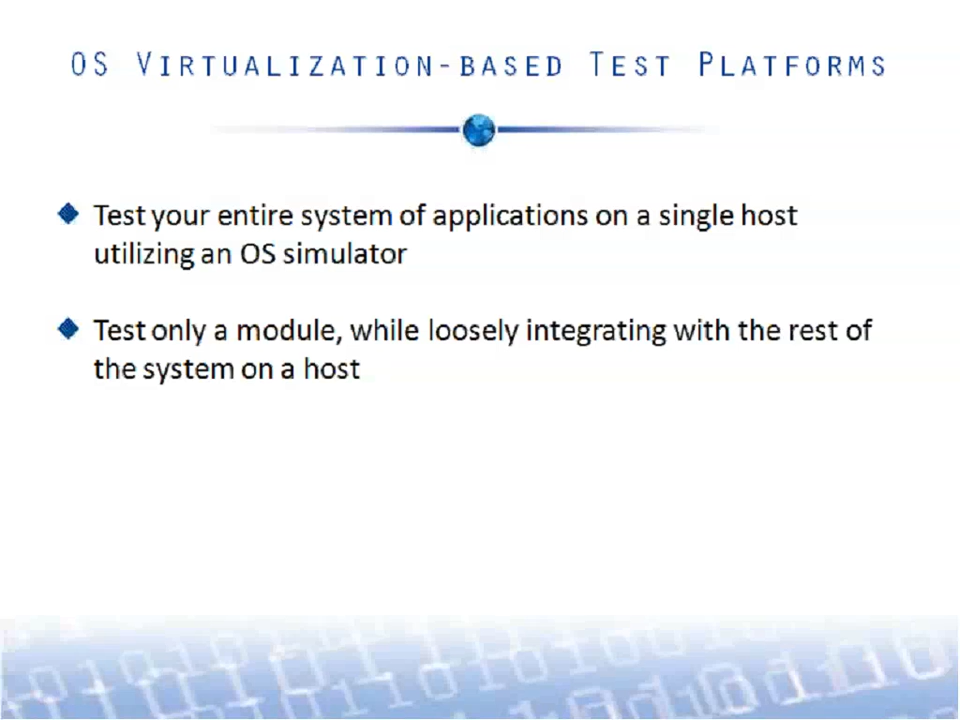 OS Virtualization-based Test Platforms
Test your entire system of applications on a single host
utilizing an OS simulator
Test only a module, while loosely integrating with the rest of
the system on a host